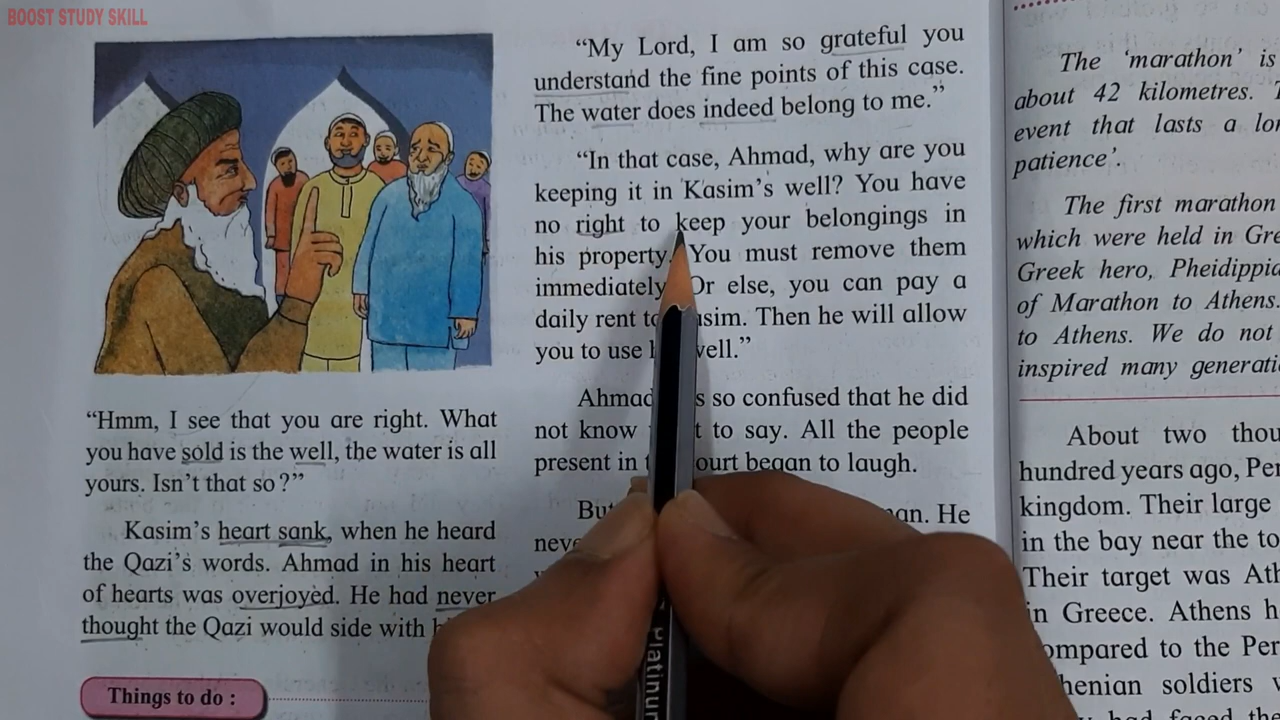 BOOST STUDY SKILL
“Hmm, I see that you are right. What
you have sold is the well, the water is all
yours. Isn’t that so?”
Kasim’s heart sank, when he heard
the Qazi’s words. Ahmad in his heart
of hearts was overjoyed. He had never
thought the Qazi would side with
Things to do :
“My Lord, I am so grateful you
understand the fine points of this case.
The water does indeed belong to me.”
“In that case, Ahmad, why are you
keeping it in Kasim’s well? You have
no right to keep your belongings in
his property. You must remove them
immediately Or else, you can pay a
daily rent to Kasim. Then he will allow
you to use well.”
Ahmad so confused that he did
not know to say. All the people
present in court began to laugh.
But He
Platinum
The ‘marathon’ is
about 42 kilometres.
event that lasts a
patience’.
The first marathon
which were held in
Greek hero,
of Marathon to Athens.
to Athens. We do not
inspired many
About two
hundred years ago,
kingdom. Their large
in the bay near the
Their target was
in Greece. Athens
to the
soldiers
had faced the